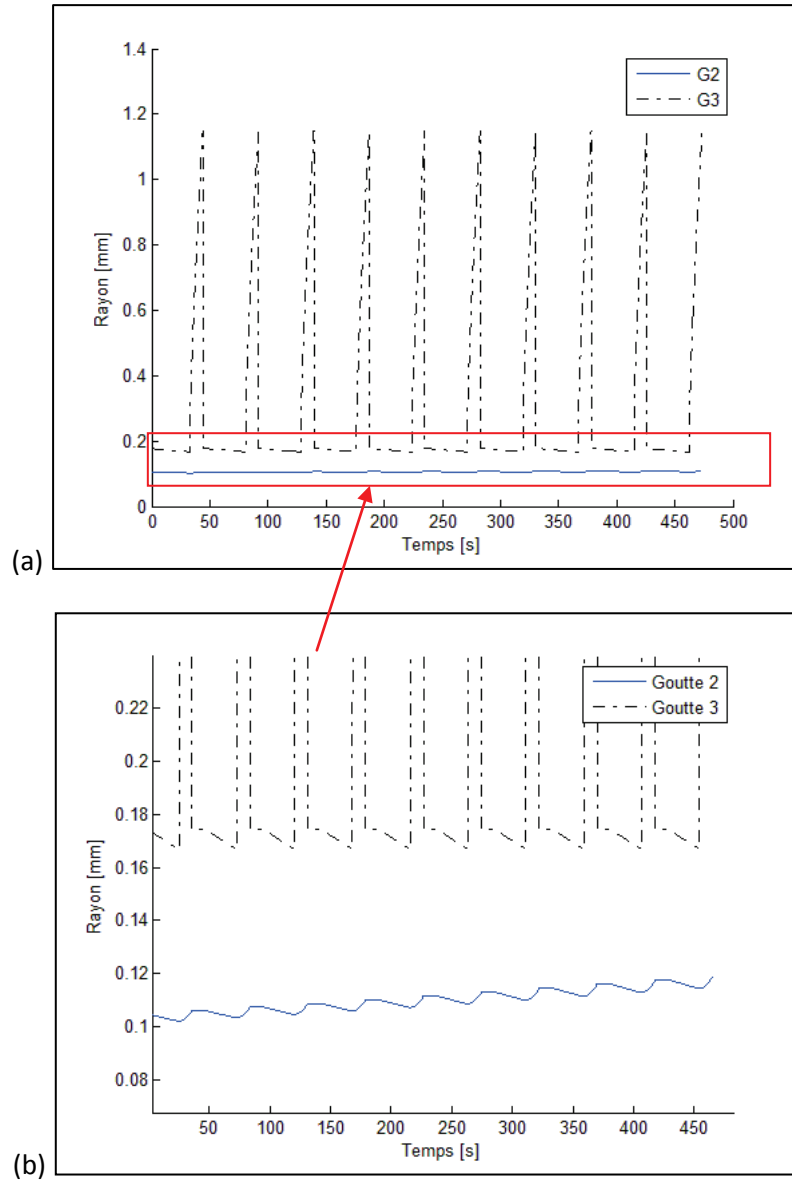 1.4
1.2
1
0.8
0.6
0.4
0.2
0
Rayon [mm]
G2
G3
0 50 100 150 200 250 300 350 400 450 500
Temps [s]
(a)
0.22
0.2
0.18
0.16
0.14
0.12
0.1
0.08
Rayon [mm]
Goutte 2
Goutte 3
50 100 150 200 250 300 350 400 450
Temps [s]
(b)